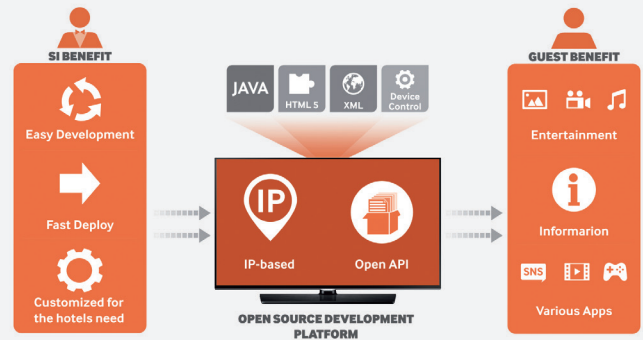 SI BENEFIT
Easy Development
Fast Deploy
Customized for
the hotels need
JAVA
HTML 5
XML
Device
Control
IP
IP-based
Open API
OPEN SOURCE DEVELOPMENT
PLATFORM
GUEST BENEFIT
Entertainment
Informarion
SNS
Various Apps